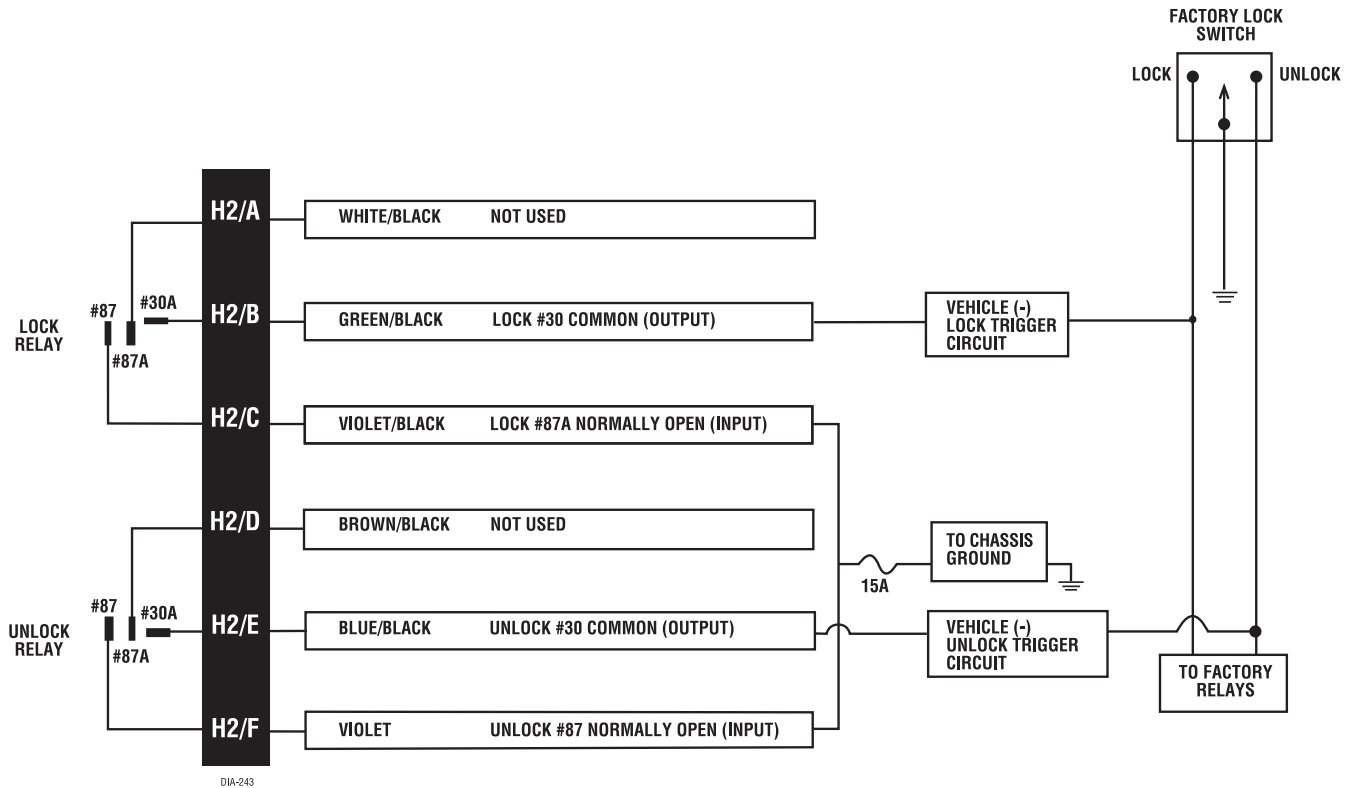 FACTORY LOCK
SWITCH
LOCK
UNLOCK
H2/A
WHITE/BLACK NOT USED
#87
#30A
LOCK
RELAY
#87A
H2/B
GREEN/BLACK LOCK #30 COMMON (OUTPUT)
VEHICLE (-)
LOCK TRIGGER
CIRCUIT
H2/C
VIOLET/BLACK LOCK #87A NORMALLY OPEN (INPUT)
H2/D
BROWN/BLACK NOT USED
15A
TO CHASSIS
GROUND
#87
#30A
UNLOCK
RELAY
#87A
H2/E
BLUE/BLACK UNLOCK #30 COMMON (OUTPUT)
VEHICLE (-)
UNLOCK TRIGGER
CIRCUIT
TO FACTORY
RELAYS
H2/F
VIOLET UNLOCK #87 NORMALLY OPEN (INPUT)
DIA-243